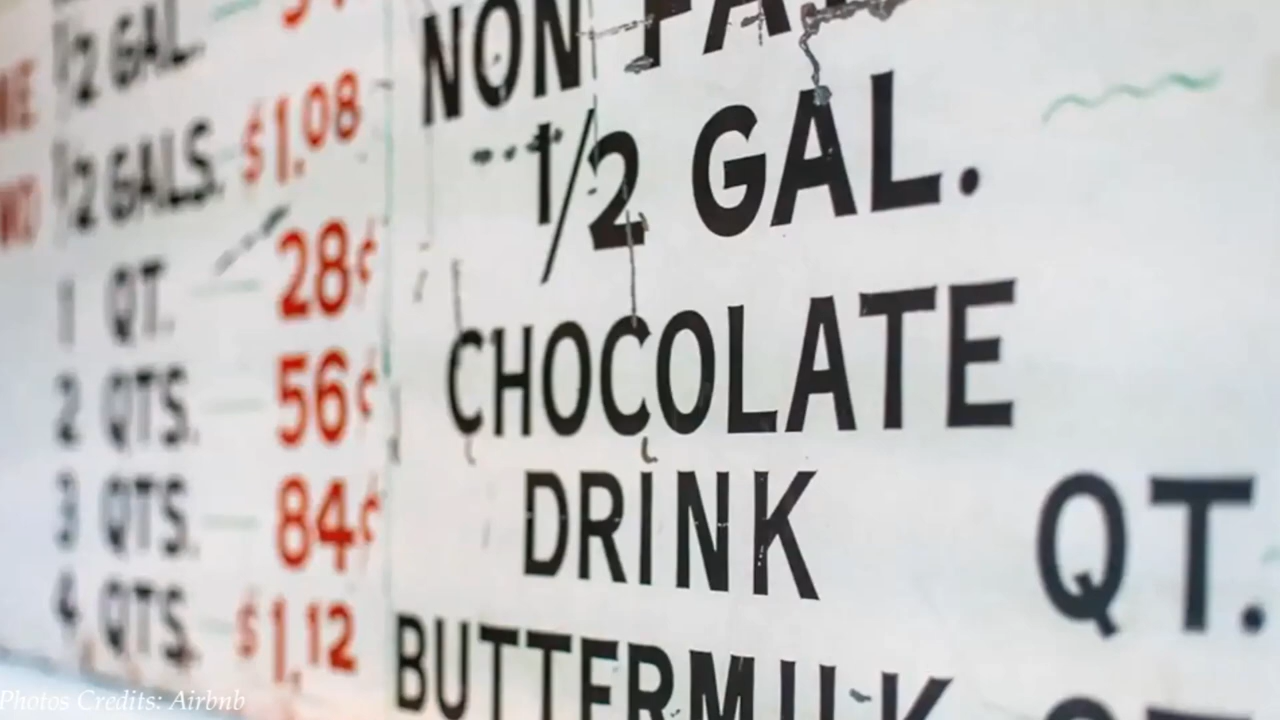 1/2 GAL.
1/2 GALS. $1.08
1 QT. 28¢
2 QTS. 56¢
3 QTS. 84¢
4 QTS. $1.12
NON FAT
1/2 GAL.
CHOCOLATE
DRINK QT.
BUTTERMILK
Photos Credits: Airbnb